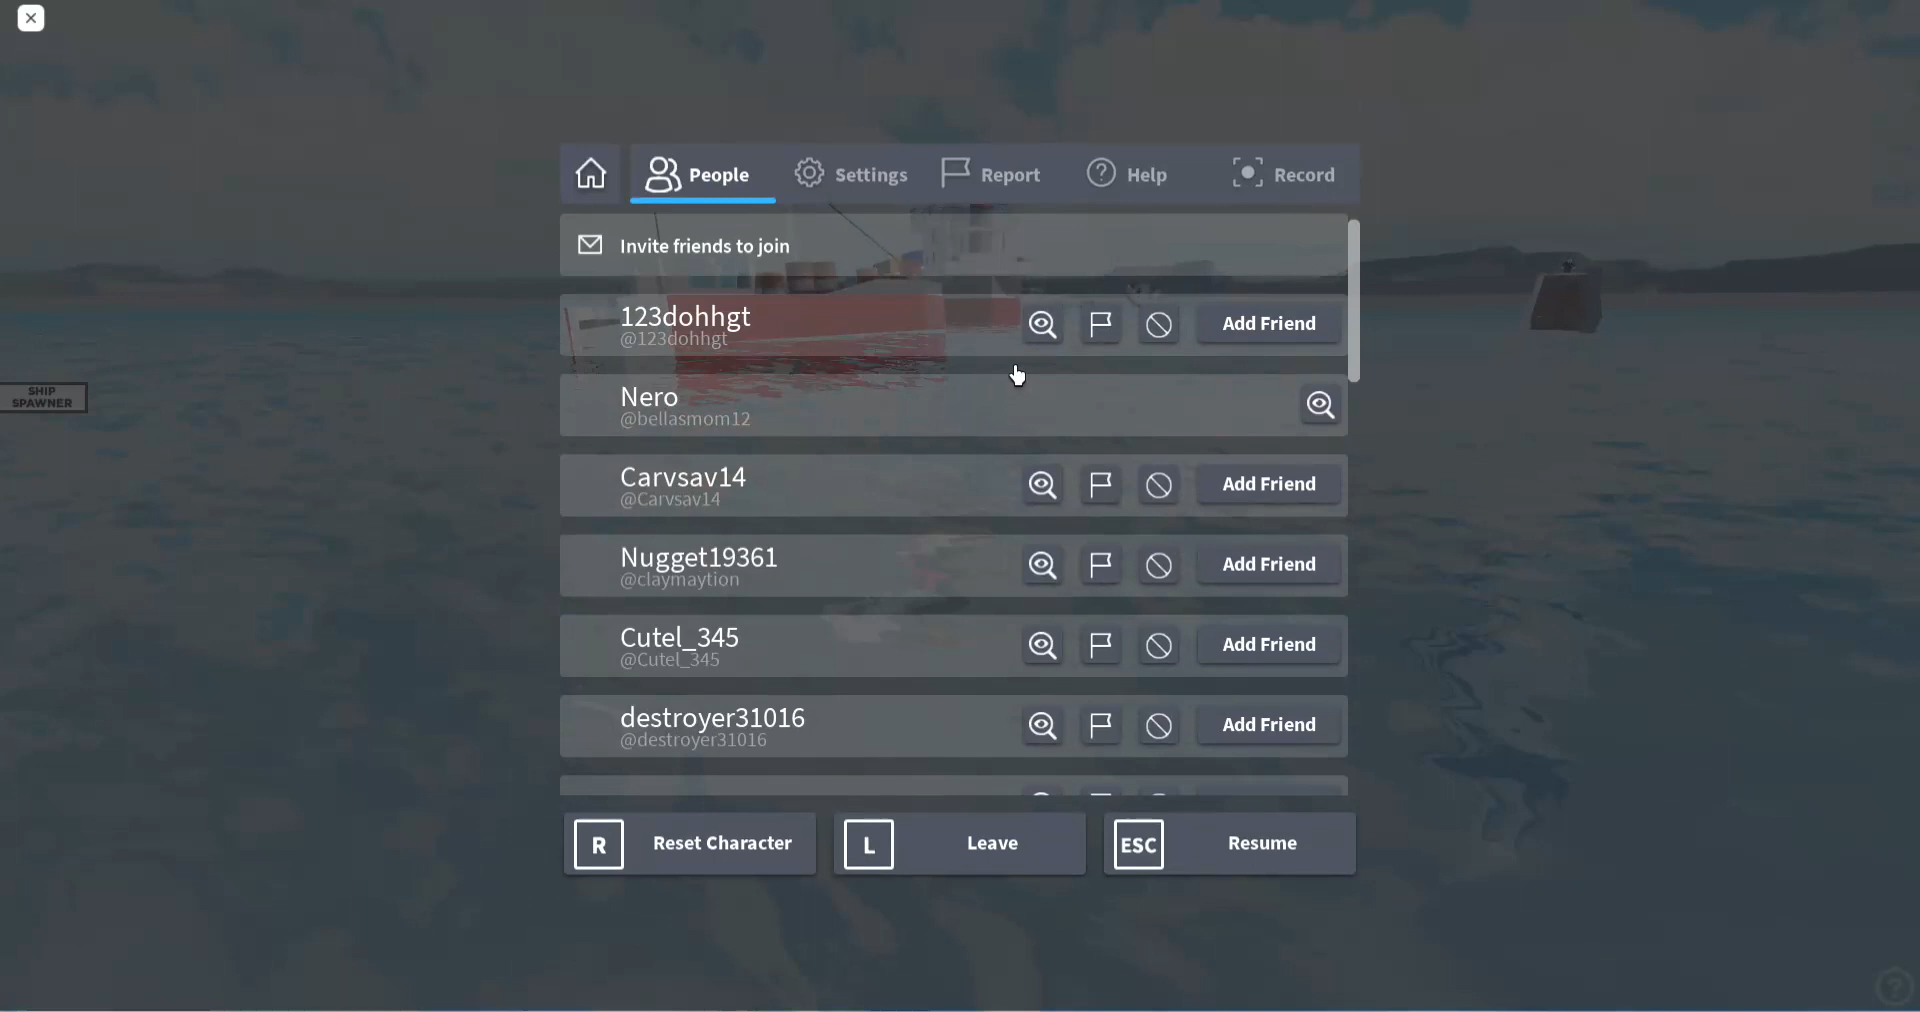 People
Settings
Report
Help
Record
Invite friends to join
123dohhgt
@123dohhgt
Add Friend
SHIP
SPAWNER
Nero
@bellasmom12
Carvsav14
@Carvsav14
Add Friend
Nugget19361
@claymaytion
Add Friend
Cutel_345
@Cutel_345
Add Friend
destroyer31016
@destroyer31016
Add Friend
R
Reset Character
L
Leave
ESC
Resume